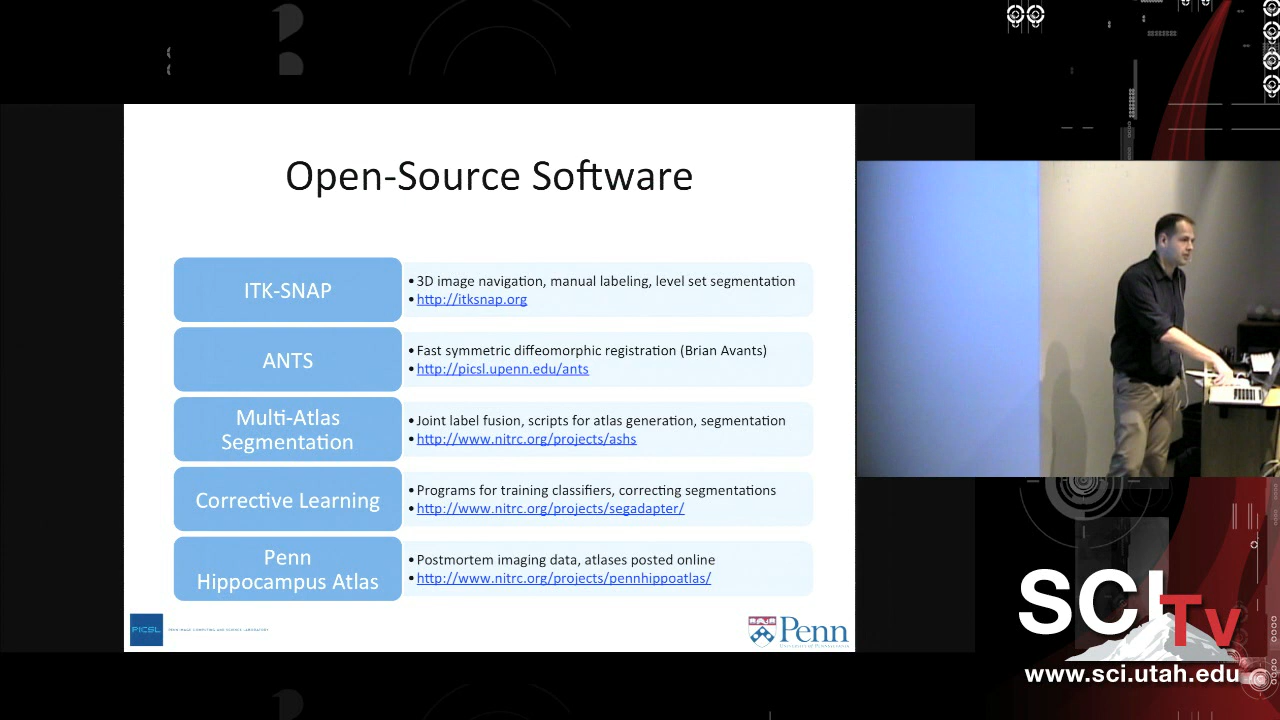 Open-Source Software
ITK-SNAP
• 3D image navigation, manual labeling, level set segmentation
• http://itksnap.org
ANTS
• Fast symmetric diffeomorphic registration (Brian Avants)
• http://picsl.upenn.edu/ants
Multi-Atlas
Segmentation
• Joint label fusion, scripts for atlas generation, segmentation
• http://www.nitrc.org/projects/ashs
Corrective Learning
• Programs for training classifiers, correcting segmentations
• http://www.nitrc.org/projects/segadapter/
Penn
Hippocampus Atlas
• Postmortem imaging data, atlases posted online
• http://www.nitrc.org/projects/pennhippoatlas/
PICSL
Penn
UNIVERSITY OF PENNSYLVANIA
SCI TV
www.sci.utah.edu